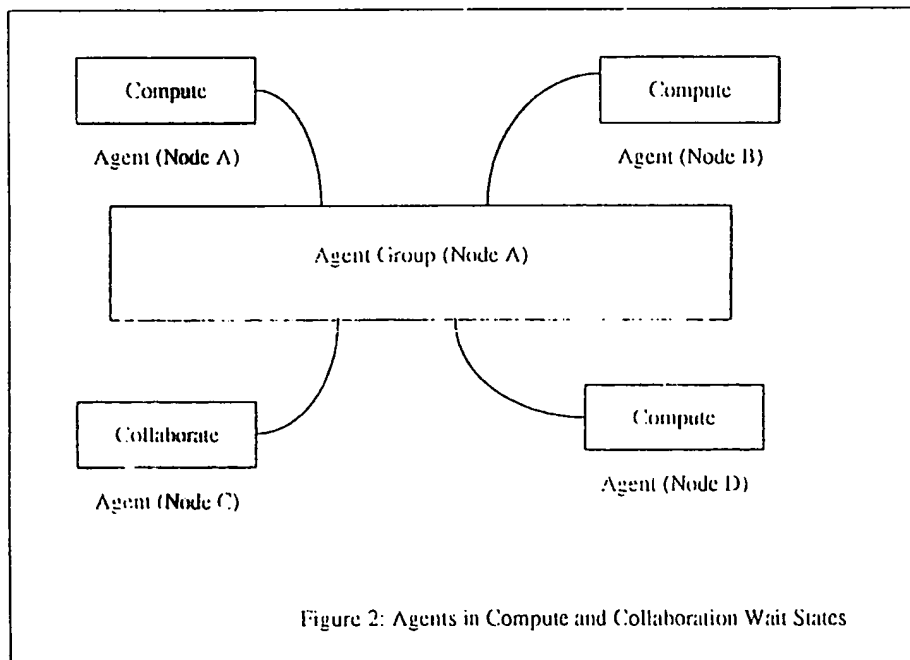 Compute
Compute
Agent (Node A)
Agent (Node B)
Agent Group (Node A)
Collaborate
Compute
Agent (Node C)
Agent (Node D)
Figure 2: Agents in Compute and Collaboration Wait States